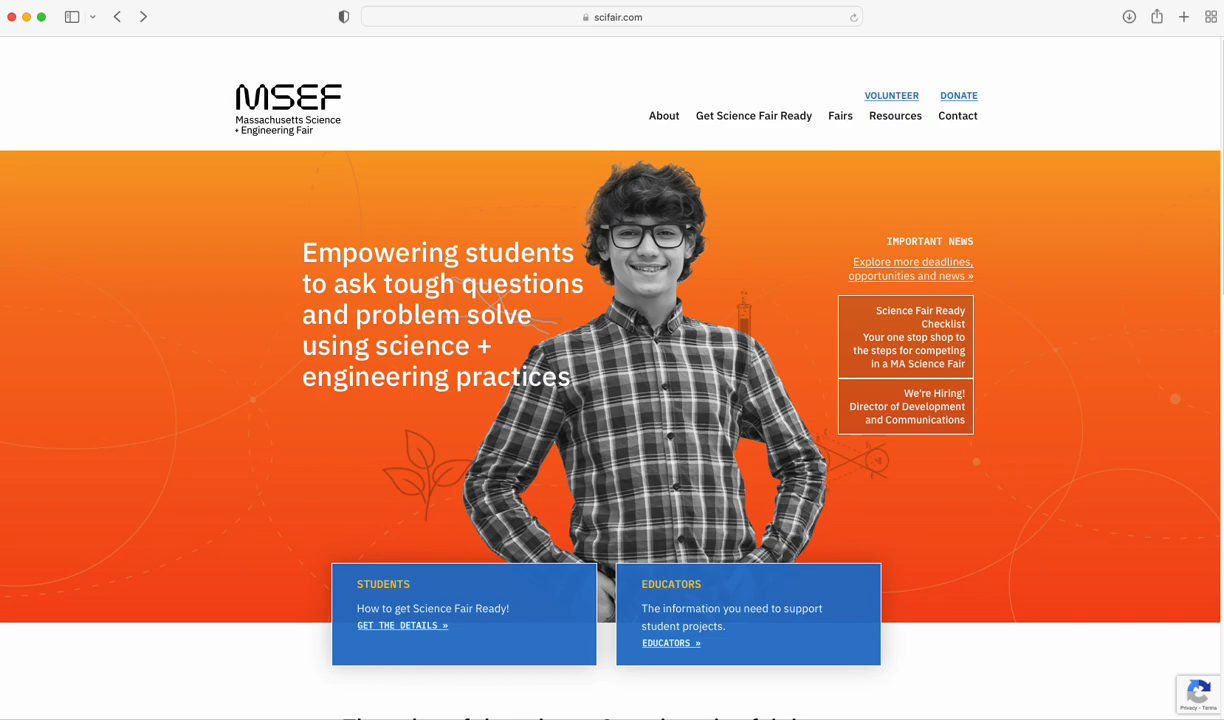 scifair.com
MSEF
Massachusetts Science
+ Engineering Fair
VOLUNTEER DONATE
About Get Science Fair Ready Fairs Resources Contact
Empowering students
to ask tough questions
and problem solve
using science +
engineering practices
IMPORTANT NEWS
Explore more deadlines,
opportunities and news »
Science Fair Ready
Checklist
Your one stop shop to
the steps for competing
in a MA Science Fair
We're Hiring!
Director of Development
and Communications
STUDENTS
How to get Science Fair Ready!
GET THE DETAILS »
EDUCATORS
The information you need to support
student projects.
EDUCATORS »
Privacy - Terms